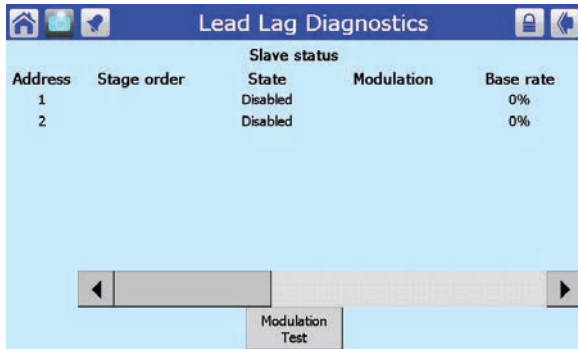 Lead Lag Diagnostics
Slave status
Address Stage order State Modulation Base rate
1 Disabled 0%
2 Disabled 0%
Modulation
Test